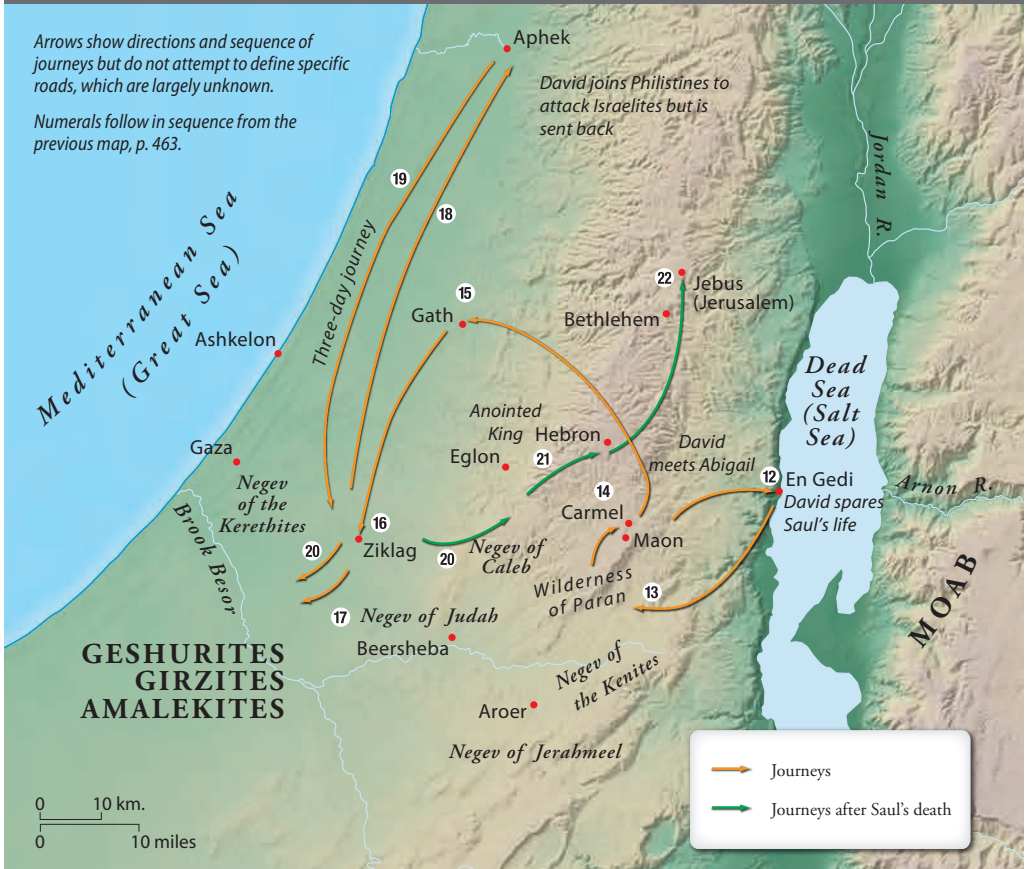 Arrows show directions and sequence of
journeys but do not attempt to define specific
roads, which are largely unknown.
Numerals follow in sequence from the
previous map, p. 463.
Aphek
David joins Philistines to
attack Israelites but is
sent back
Jordan R.
19
18
Three-day journey
Mediterranean Sea
(Great Sea)
22
Jebus
(Jerusalem)
15
Gath
Bethlehem
Ashkelon
Dead
Sea
(Salt
Sea)
Anointed
King
Hebron
Eglon
21
David
meets Abigail
Gaza
12
En Gedi
David spares
Saul's life
Arnon R.
Negev
of the
Kerethites
14
Carmel
Maon
Brook Besor
16
Ziklag
20
20
Negev of
Caleb
Wilderness
of Paran
13
MOAB
17
Negev of Judah
Beersheba
GESHURITES
GIRZITES
AMALEKITES
Negev of
the Kenites
Aroer
Negev of Jerahmeel
Journeys
Journeys after Saul's death
0 10 km.
0 10 miles